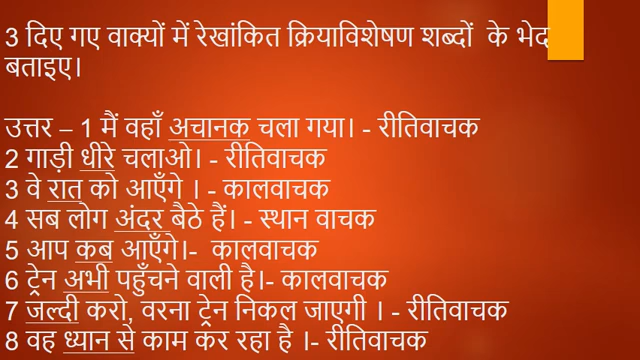 3 दिए गए वाक्यों में रेखांकित क्रियाविशेषण शब्दों के भेद
बताइए।
उत्तर – 1 मैं वहाँ अचानक चला गया। - रीतिवाचक
2 गाड़ी धीरे चलाओ। - रीतिवाचक
3 वे रात को आएँगे । - कालवाचक
4 सब लोग अंदर बैठे हैं। - स्थान वाचक
5 आप कब आएँगे।- कालवाचक
6 ट्रेन अभी पहुँचने वाली है।- कालवाचक
7 जल्दी करो, वरना ट्रेन निकल जाएगी । - रीतिवाचक
8 वह ध्यान से काम कर रहा है ।- रीतिवाचक